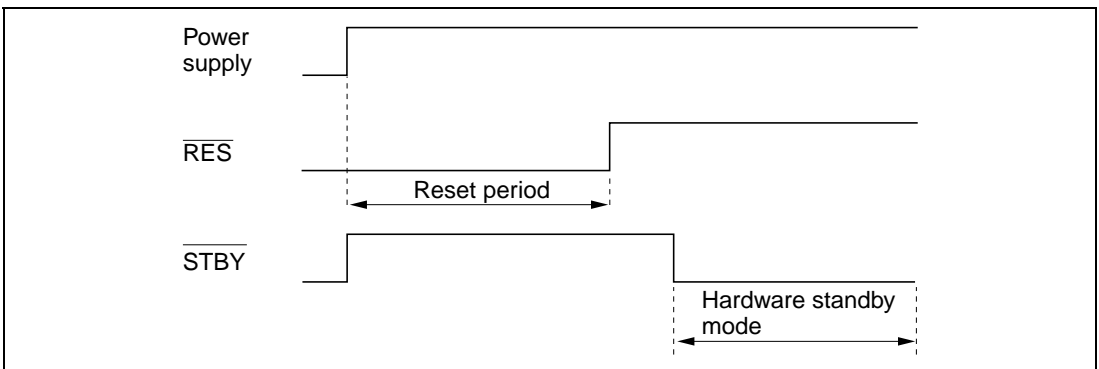 Power
supply
RES
Reset period
STBY
Hardware standby
mode